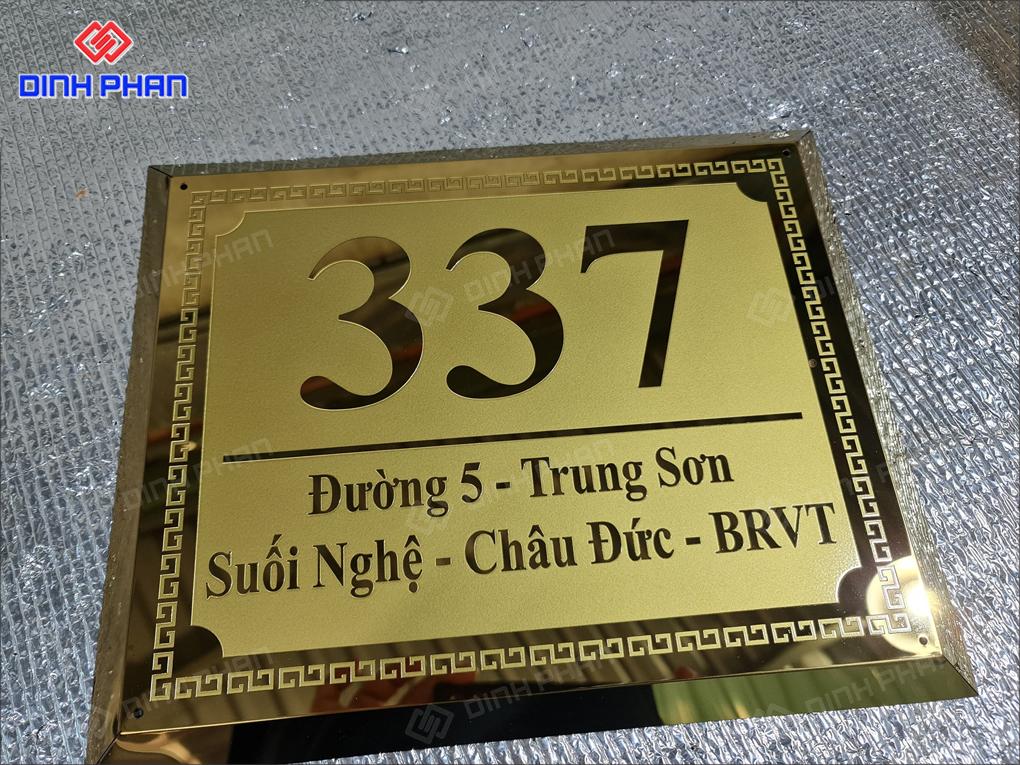 DINH PHAN
337
Đường 5 - Trung Sơn
Suối Nghệ - Châu Đức - BRVT